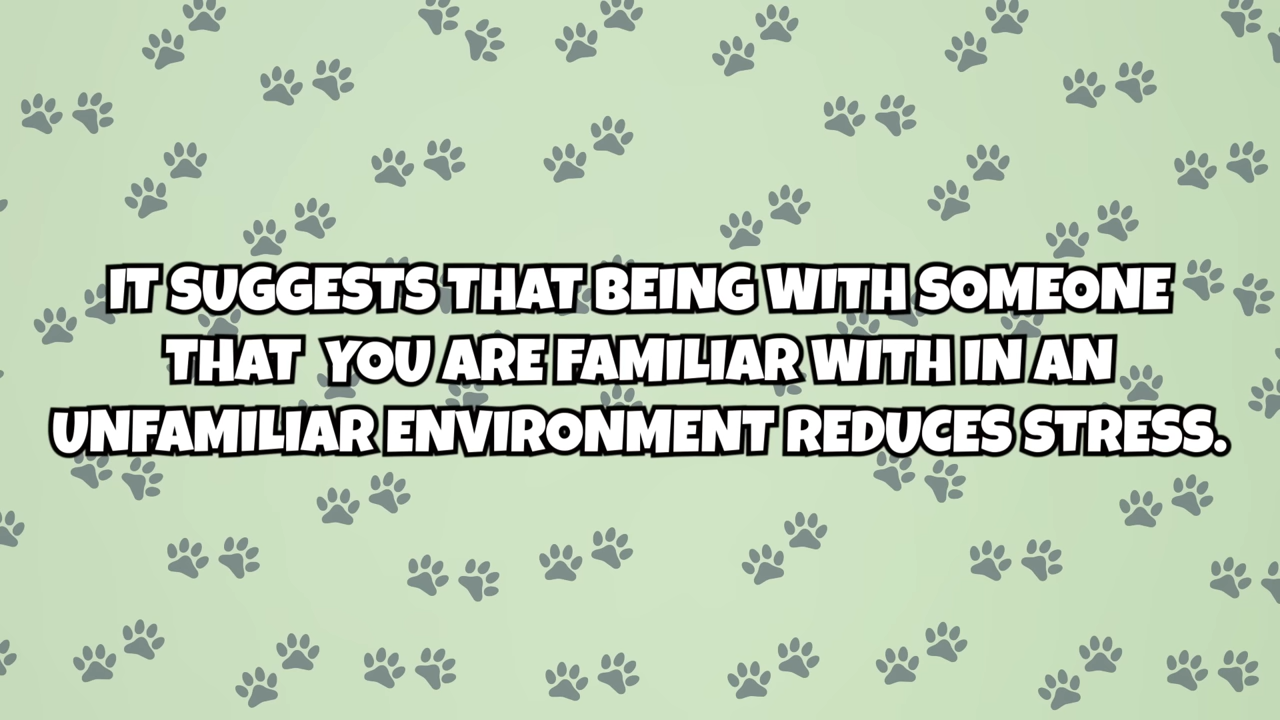 IT SUGGESTS THAT BEING WITH SOMEONE
THAT  YOU ARE FAMILIAR WITH IN AN
UNFAMILIAR ENVIRONMENT REDUCES STRESS.